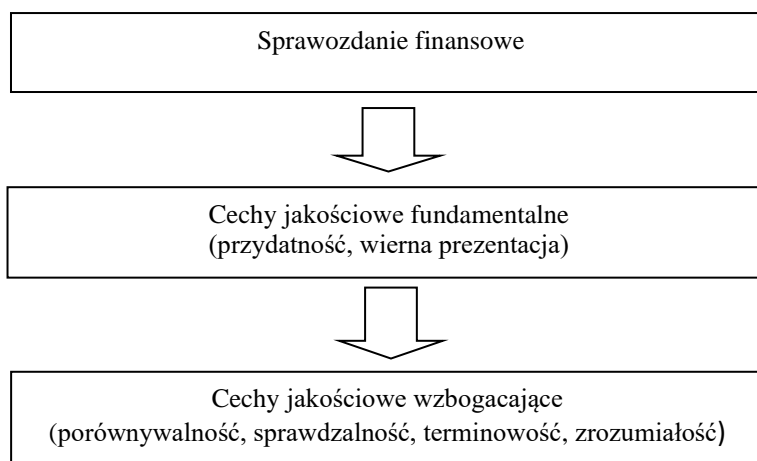 Sprawozdanie finansowe
Cechy jakościowe fundamentalne
(przydatność, wierna prezentacja)
Cechy jakościowe wzbogacające
(porównywalność, sprawdzalność, terminowość, zrozumiałość)